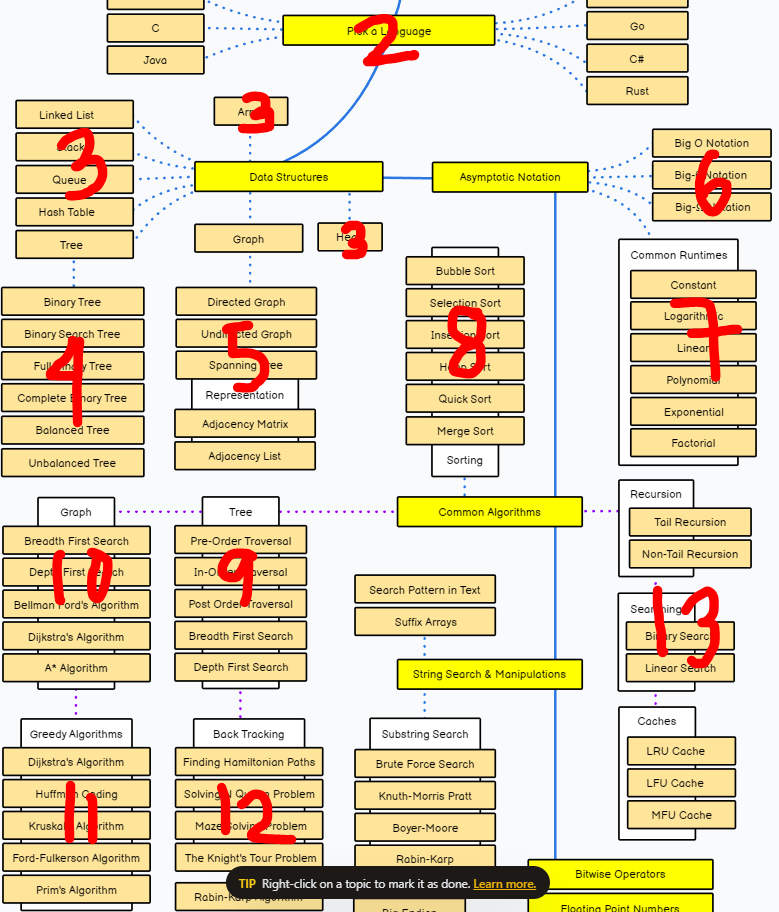 C
Java
Pick a Language
2
Go
C#
Rust
Linked List
Stack
Queue
Hash Table
Tree
3
Array
3
Data Structures
Asymptotic Notation
Big O Notation
Notation
Notation
6
Graph
Heap
3
Binary Tree
Binary Search Tree
Full Binary Tree
Complete Binary Tree
Balanced Tree
Unbalanced Tree
4
Directed Graph
Undirected Graph
Spanning Tree
Representation
Adjacency Matrix
Adjacency List
5
Bubble Sort
Selection Sort
Insertion Sort
Heap Sort
Quick Sort
Merge Sort
Sorting
8
Common Runtimes
Constant
Logarithmic
Linear
Polynomial
Exponential
Factorial
7
Common Algorithms
Graph
Breadth First Search
Depth First Search
Bellman Ford's Algorithm
Dijkstra's Algorithm
A* Algorithm
10
Tree
Pre-Order Traversal
In-Order Traversal
Post Order Traversal
Breadth First Search
Depth First Search
9
Recursion
Tail Recursion
Non-Tail Recursion
Search Pattern in Text
Suffix Arrays
String Search & Manipulations
Searching
Binary Search
Linear Search
13
Greedy Algorithms
Dijkstra's Algorithm
Huffman Coding
Kruskal's Algorithm
Ford-Fulkerson Algorithm
Prim's Algorithm
11
Back Tracking
Finding Hamiltonian Paths
Solving N Queen Problem
Maze Solving Problem
The Knight's Tour Problem
Rabin-Karp Algorithm
12
Substring Search
Brute Force Search
Knuth-Morris Pratt
Boyer-Moore
Rabin-Karp
Big Endian
Caches
LRU Cache
LFU Cache
MFU Cache
Bitwise Operators
Floating Point Numbers
TIP Right-click on a topic to mark it as done. Learn more.